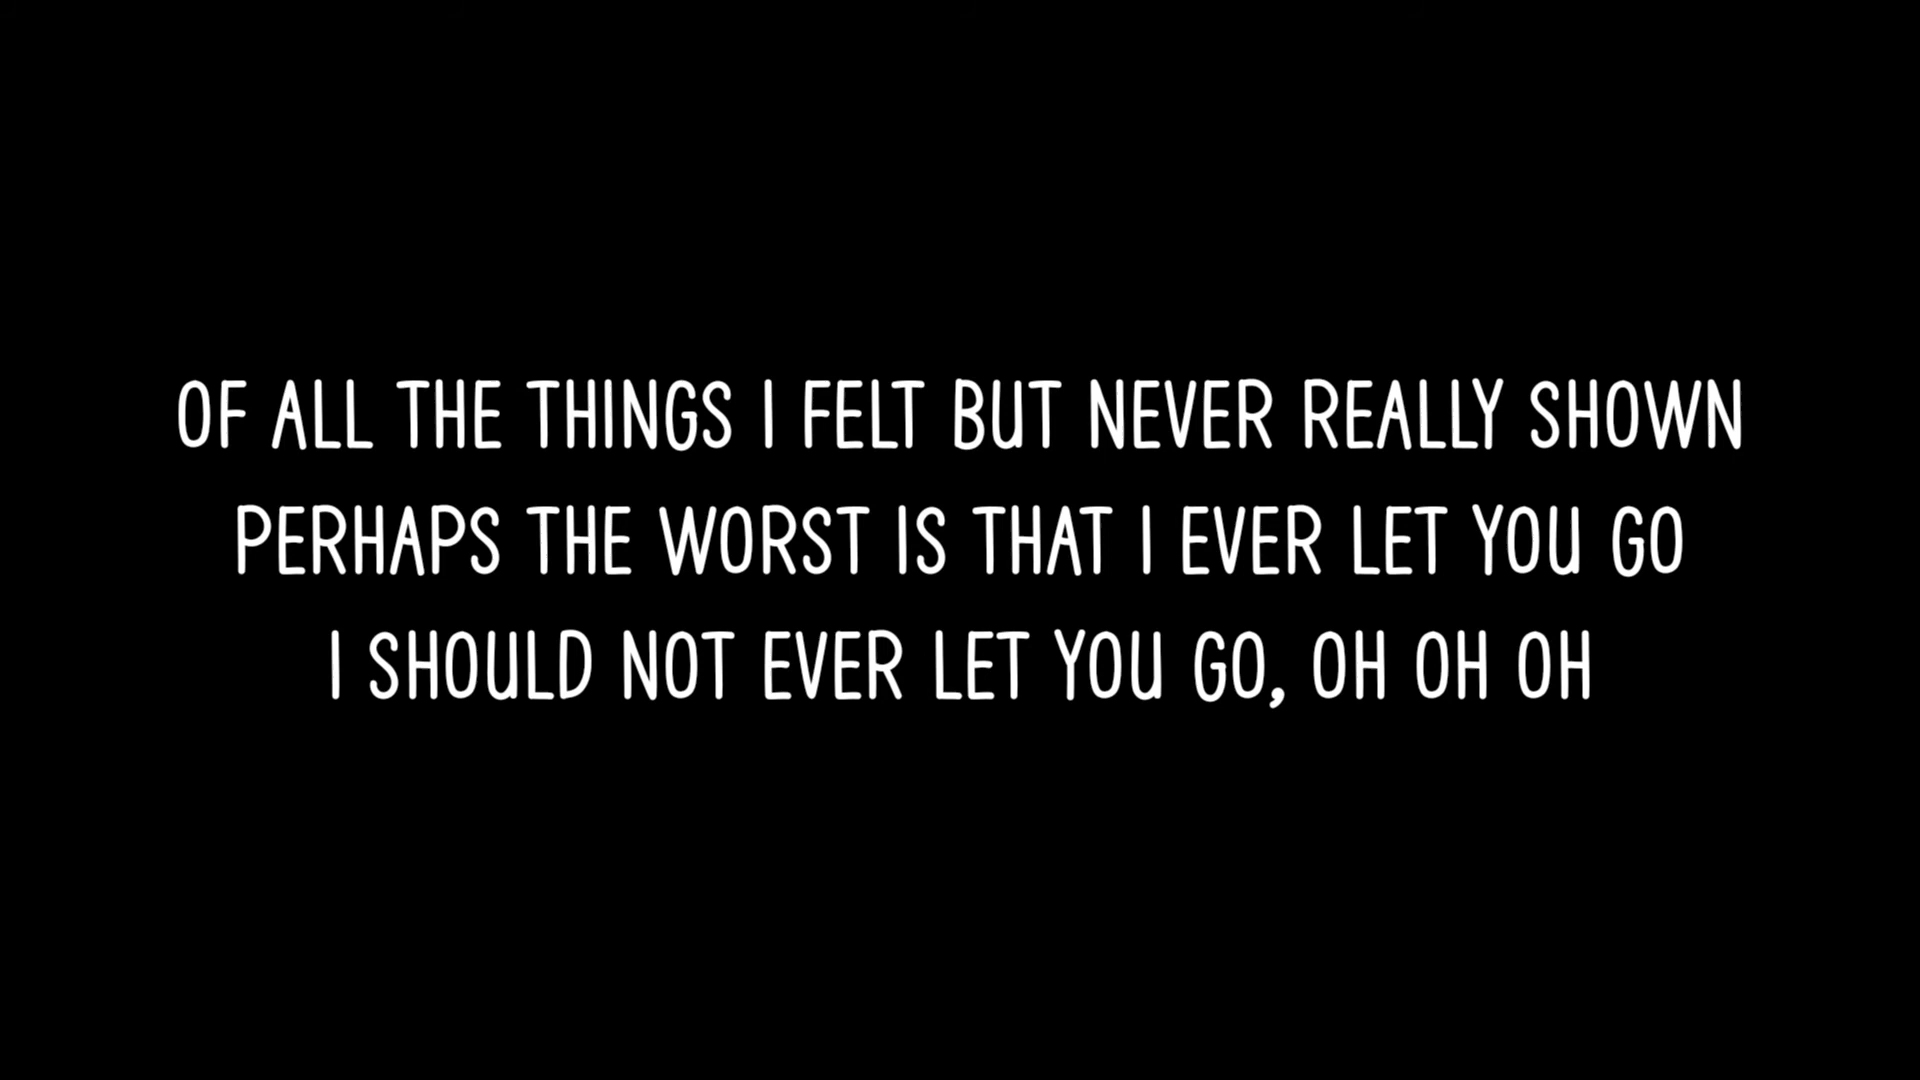 OF ALL THE THINGS I FELT BUT NEVER REALLY SHOWN
PERHAPS THE WORST IS THAT I EVER LET YOU GO
I SHOULD NOT EVER LET YOU GO, OH OH OH